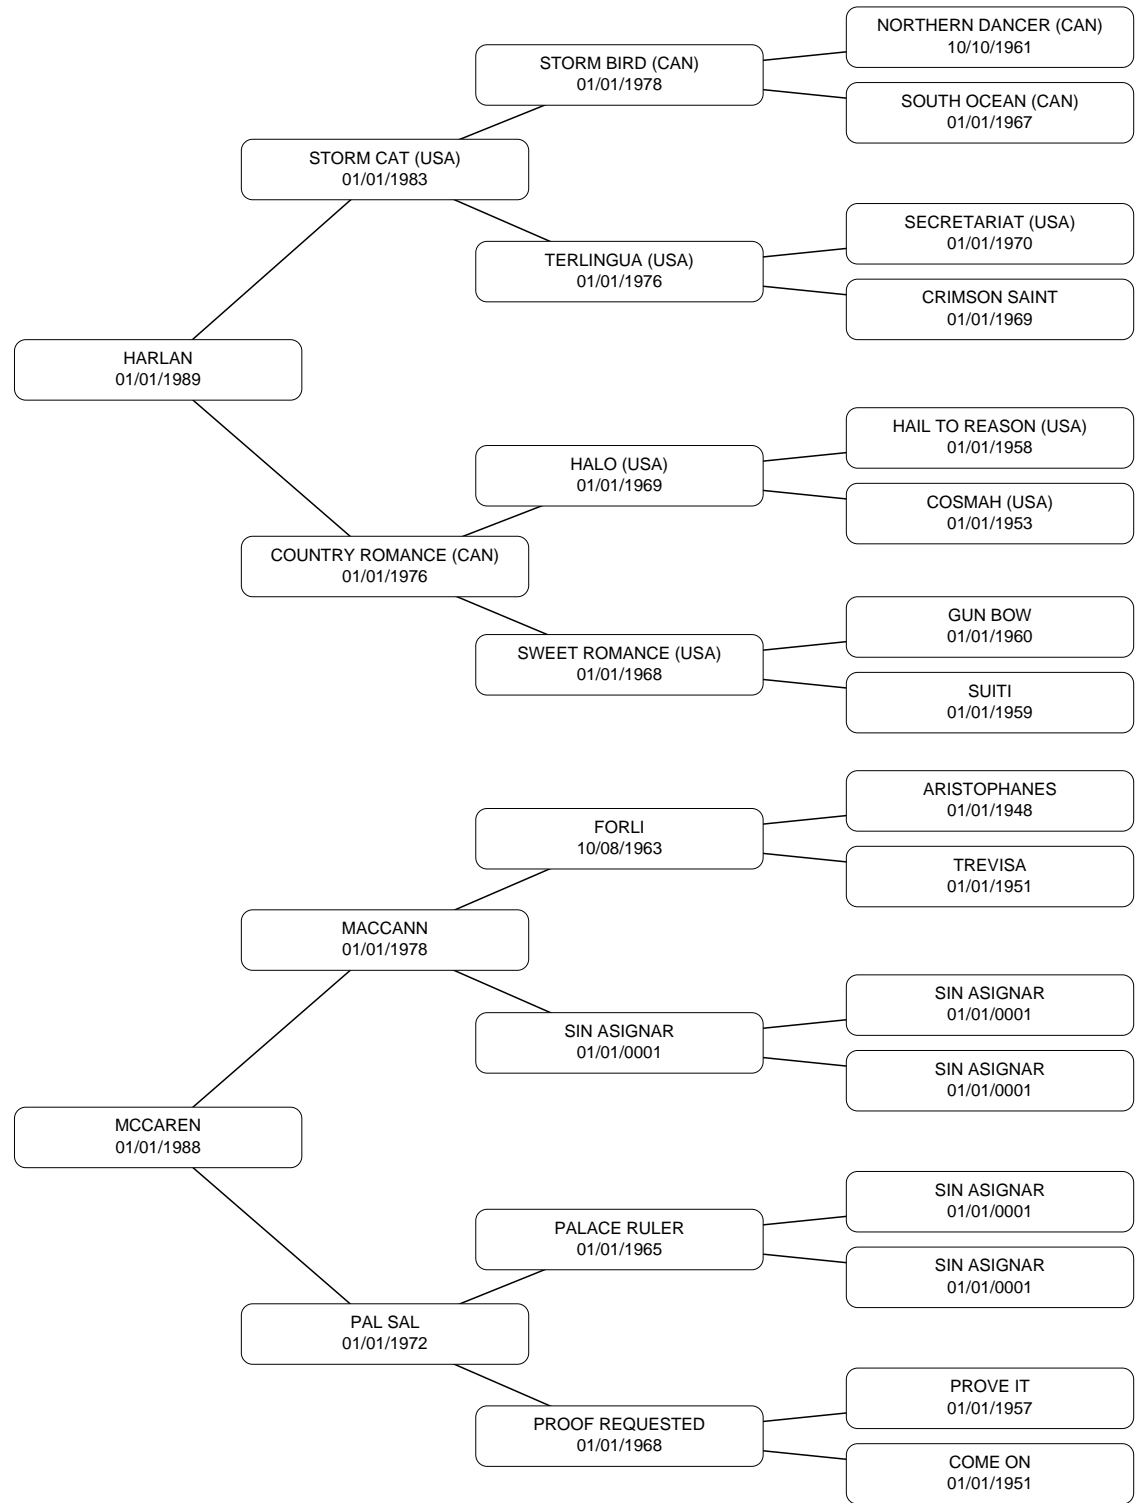 NORTHERN DANCER (CAN)
10/10/1961
STORM BIRD (CAN)
01/01/1978
SOUTH OCEAN (CAN)
01/01/1967
STORM CAT (USA)
01/01/1983
SECRETARIAT (USA)
01/01/1970
TERLINGUA (USA)
01/01/1976
CRIMSON SAINT
01/01/1969
HARLAN
01/01/1989
HAIL TO REASON (USA)
01/01/1958
HALO (USA)
01/01/1969
COSMAH (USA)
01/01/1953
COUNTRY ROMANCE (CAN)
01/01/1976
GUN BOW
01/01/1960
SWEET ROMANCE (USA)
01/01/1968
SUITI
01/01/1959
ARISTOPHANES
01/01/1948
FORLI
10/08/1963
TREVISA
01/01/1951
MACCANN
01/01/1978
SIN ASIGNAR
01/01/0001
SIN ASIGNAR
01/01/0001
SIN ASIGNAR
01/01/0001
MCCAREN
01/01/1988
SIN ASIGNAR
01/01/0001
PALACE RULER
01/01/1965
SIN ASIGNAR
01/01/0001
PAL SAL
01/01/1972
PROVE IT
01/01/1957
PROOF REQUESTED
01/01/1968
COME ON
01/01/1951